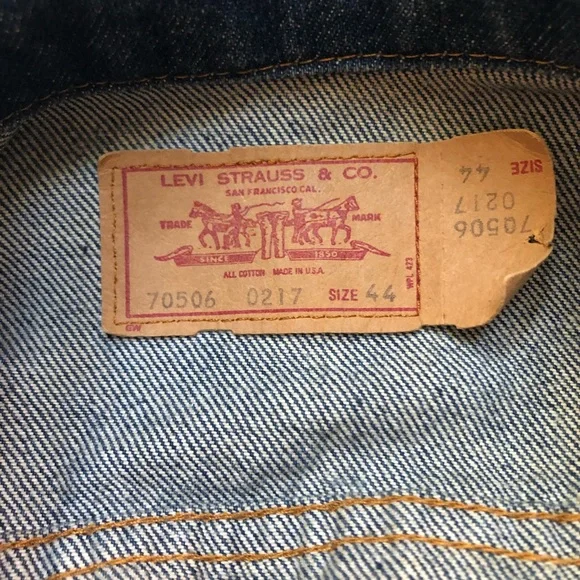 LEVI STRAUSS & CO.
SAN FRANCISCO CAL.
TRADE MARK
SINCE 1850
ALL COTTON MADE IN U.S.A.
70506 0217 SIZE 44
WPL 423
GW
SIZE 44
0217
70506